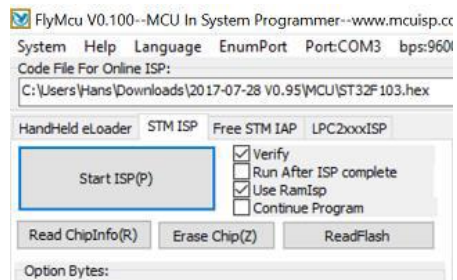 FlyMcu V0.100--MCU In System Programmer--www.mcuisp.co
System Help Language EnumPort Port:COM3 bps:9600
Code File For Online ISP:
C:\Users\Hans\Downloads\2017-07-28 V0.95\MCU\ST32F103.hex
HandHeld eLoader STM ISP Free STM IAP LPC2xxxISP
Start ISP(P)
Verify
Run After ISP complete
Use RamIsp
Continue Program
Read ChipInfo(R) Erase Chip(Z) ReadFlash
Option Bytes: